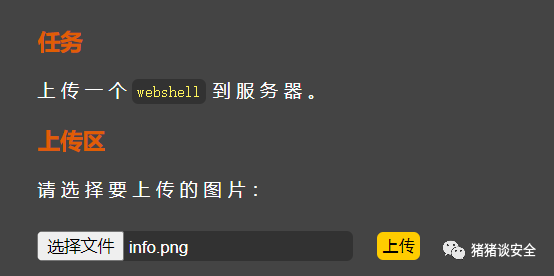 任务
上传一个 webshell 到服务器。
上传区
请选择要上传的图片：
选择文件 info.png 上传
猪猪谈安全